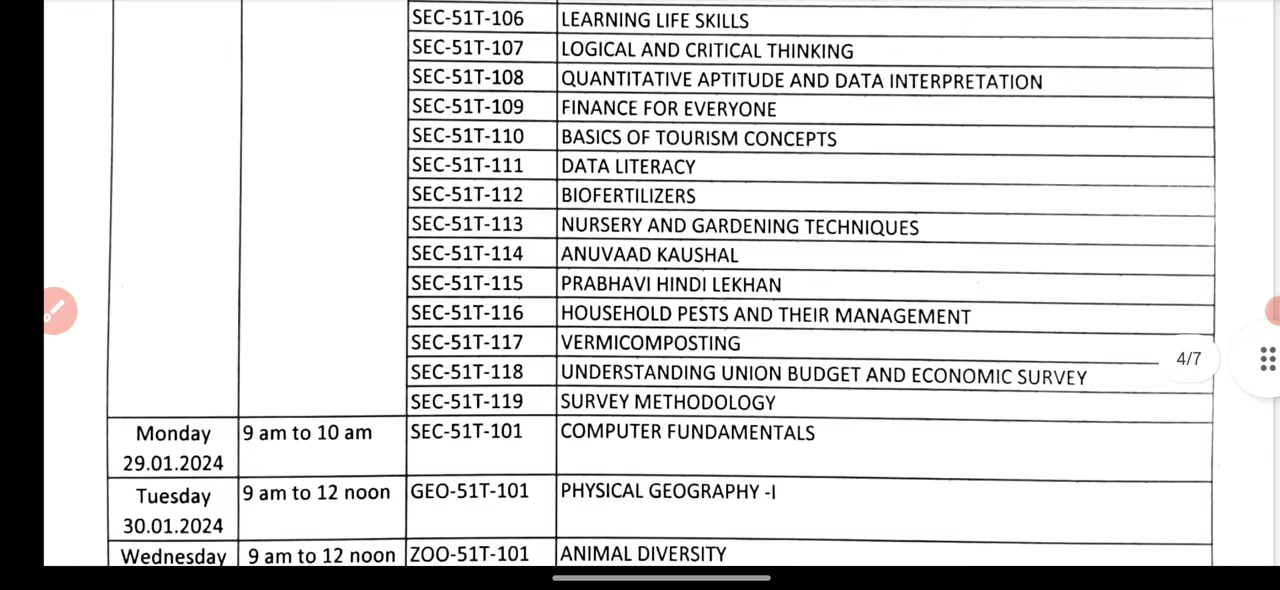 SEC-51T-106 LEARNING LIFE SKILLS
SEC-51T-107 LOGICAL AND CRITICAL THINKING
SEC-51T-108 QUANTITATIVE APTITUDE AND DATA INTERPRETATION
SEC-51T-109 FINANCE FOR EVERYONE
SEC-51T-110 BASICS OF TOURISM CONCEPTS
SEC-51T-111 DATA LITERACY
SEC-51T-112 BIOFERTILIZERS
SEC-51T-113 NURSERY AND GARDENING TECHNIQUES
SEC-51T-114 ANUVAAD KAUSHAL
SEC-51T-115 PRABHAVI HINDI LEKHAN
SEC-51T-116 HOUSEHOLD PESTS AND THEIR MANAGEMENT
SEC-51T-117 VERMICOMPOSTING
4/7
SEC-51T-118 UNDERSTANDING UNION BUDGET AND ECONOMIC SURVEY
SEC-51T-119 SURVEY METHODOLOGY
Monday 9 am to 10 am SEC-51T-101 COMPUTER FUNDAMENTALS
29.01.2024
Tuesday 9 am to 12 noon GEO-51T-101 PHYSICAL GEOGRAPHY -I
30.01.2024
Wednesday 9 am to 12 noon ZOO-51T-101 ANIMAL DIVERSITY